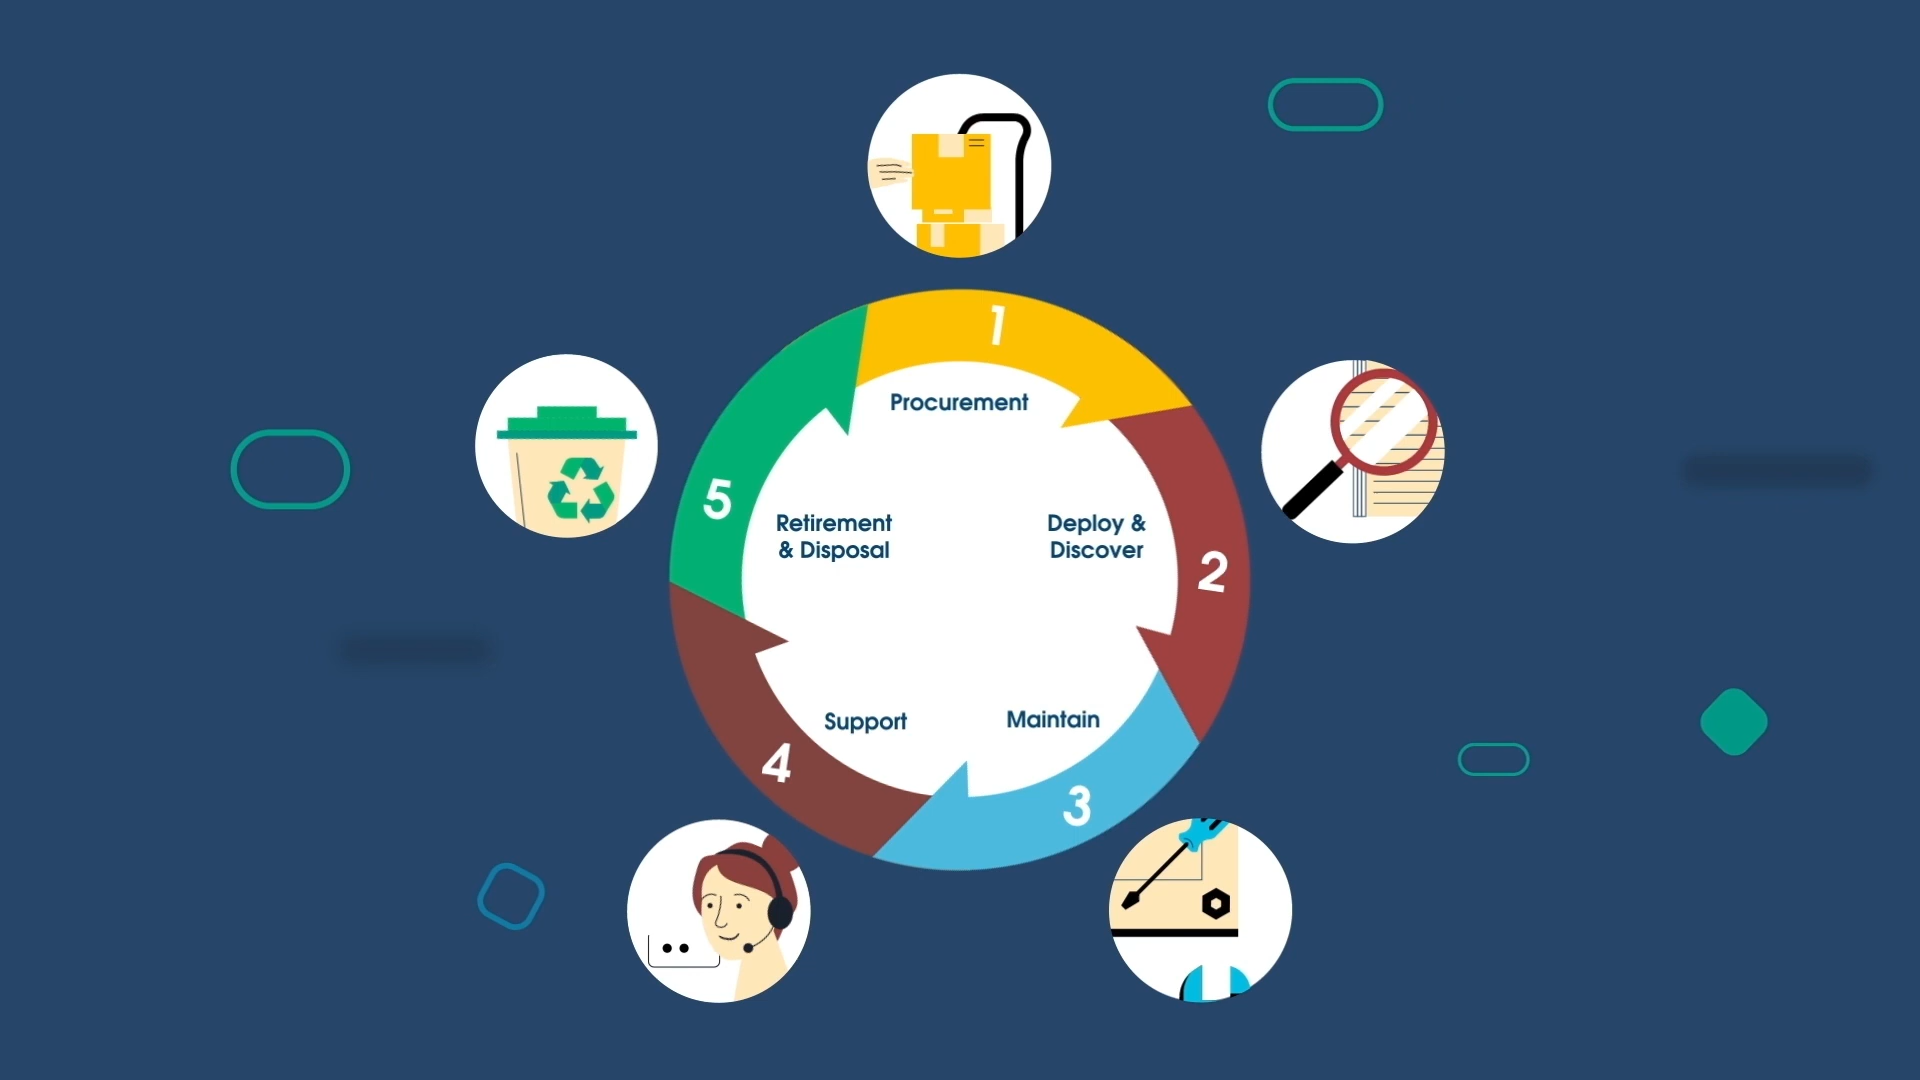 1
Procurement
2
Deploy &
Discover
3
Maintain
4
Support
5
Retirement
& Disposal